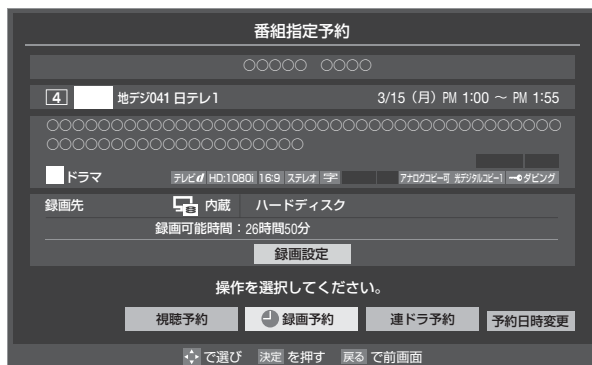 番組指定予約
○○○○○ ○○○○
4 地デジ041 日テレ1 3/15（月）PM 1:00 ～ PM 1:55
○○○○○○○○○○○○○○○○○○○○○○○○○○○○○○
○○○○○○○○○○○○○○○
ドラマ テレビd HD:1080i 16:9 ステレオ 字 アナログコピー可 光デジタルコピー1 ダビング
録画先 内蔵 ハードディスク
録画可能時間：26時間50分
録画設定
操作を選択してください。
視聴予約 録画予約 連ドラ予約 予約日時変更
で選び 決定 を押す 戻る で前画面